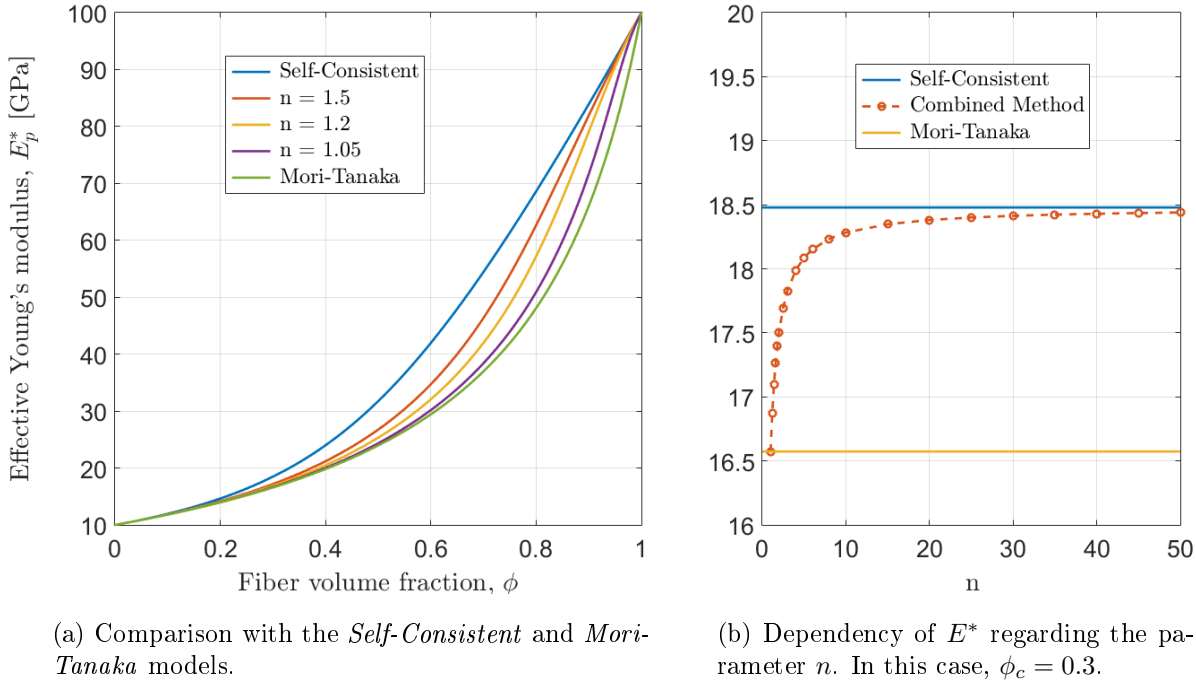 Effective Young's modulus, E*p [GPa]
100
90
80
70
60
50
40
30
20
10
Self-Consistent
n = 1.5
n = 1.2
n = 1.05
Mori-Tanaka
0 0.2 0.4 0.6 0.8 1
Fiber volume fraction, ϕ
(a) Comparison with the Self-Consistent and Mori-
Tanaka models.
20
19.5
19
18.5
18
17.5
17
16.5
16
Self-Consistent
Combined Method
Mori-Tanaka
0 10 20 30 40 50
n
(b) Dependency of E* regarding the pa-
rameter n. In this case, ϕc = 0.3.